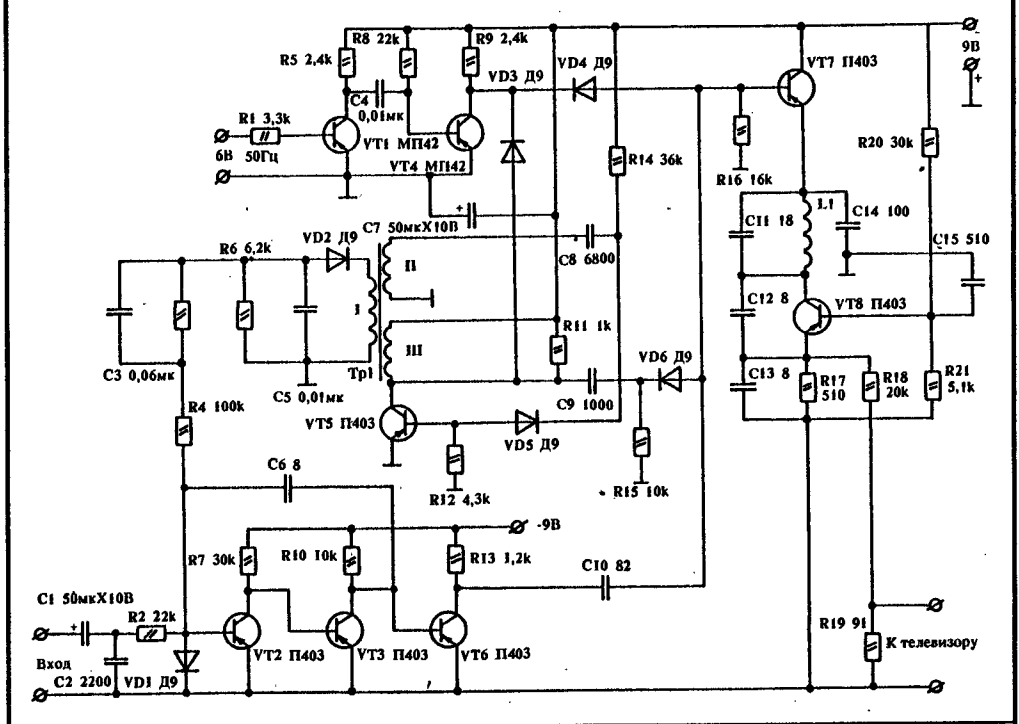 R8 22k
R9 2,4k
R5 2,4k
9В
+
VD3 Д9
VD4 Д9
VT7 П403
C4
0,01мк
R1 3,3k
6В
50Гц
VT1 МП42
VT4 МП42
R14 36k
R20 30k
R16 16k
+
C7 50мкХ10В
C11 18
L1
C14 100
C15 510
R6 6,2k
VD2 Д9
II
C8 6800
I
C12 8
VT8 П403
III
R11 1k
VD6 Д9
C3 0,06мк
C5 0,01мк
Тр1
C9 1000
C13 8
R17
510
R18
20k
R21
5,1k
R4 100k
VT5 П403
VD5 Д9
C6 8
R12 4,3k
R15 10k
-9В
R7 30k
R10 10k
R13 1,2k
C10 82
C1 50мкХ10В
+
R2 22k
R19 91
К телевизору
Вход
C2 2200
VD1 Д9
VT2 П403
VT3 П403
VT6 П403